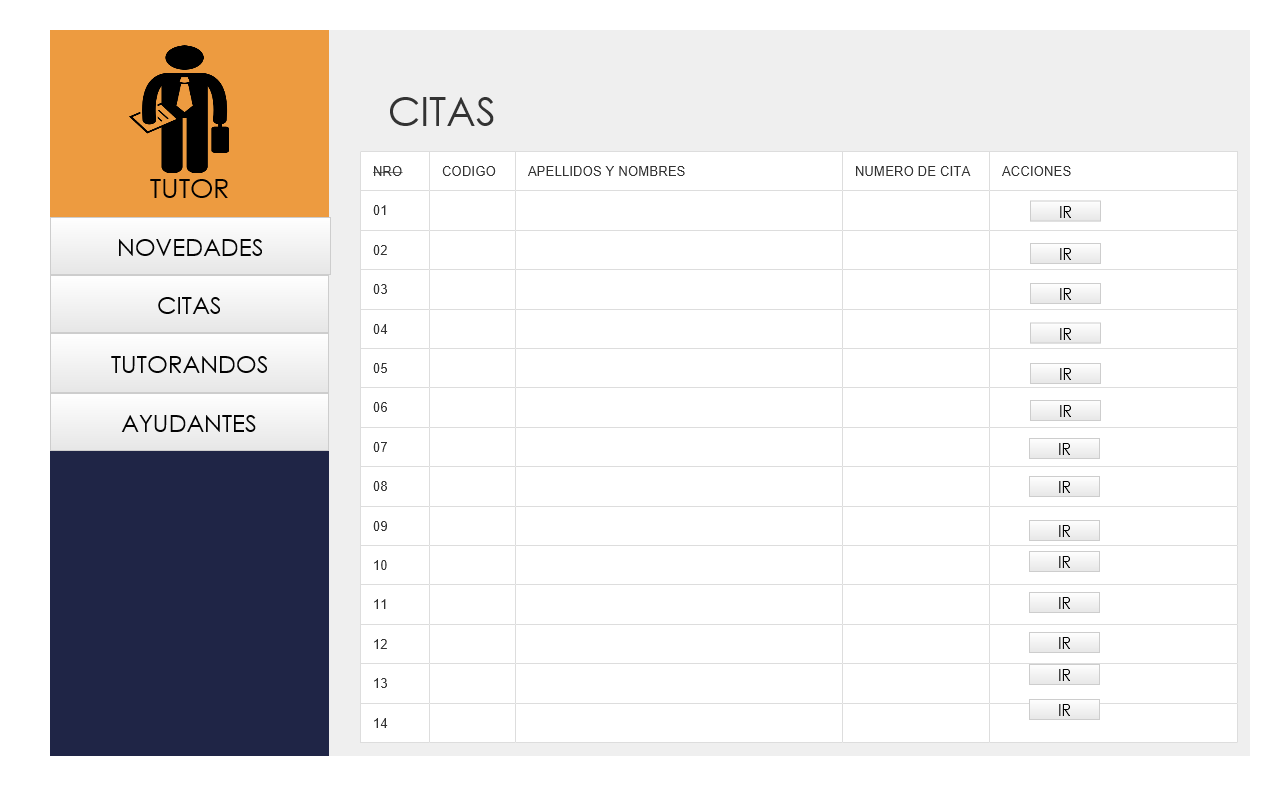 TUTOR
NOVEDADES
CITAS
TUTORANDOS
AYUDANTES
CITAS
NRO CODIGO APELLIDOS Y NOMBRES NUMERO DE CITA ACCIONES
01 IR
02 IR
03 IR
04 IR
05 IR
06 IR
07 IR
08 IR
09 IR
10 IR
11 IR
12 IR
13 IR
14 IR